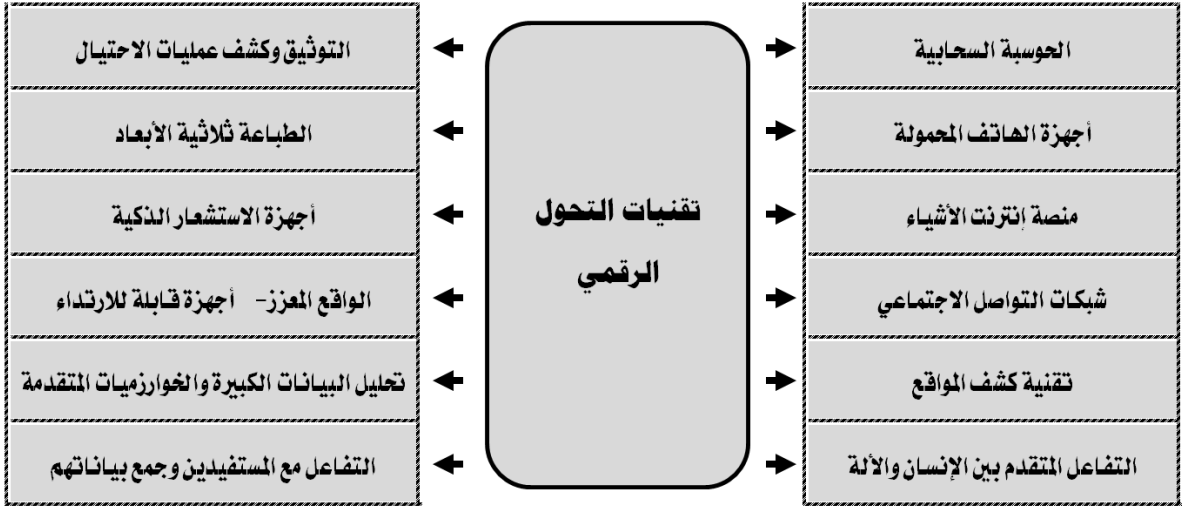 تقنيات التحول
الرقمي
الحوسبة السحابية
أجهزة الهاتف المحمولة
منصة إنترنت الأشياء
شبكات التواصل الاجتماعي
تقنية كشف المواقع
التفاعل المتقدم بين الإنسان والألة
التوثيق وكشف عمليات الاحتيال
الطباعة ثلاثية الأبعاد
أجهزة الاستشعار الذكية
الواقع المعزز- أجهزة قابلة للارتداء
تحليل البيانات الكبيرة والخوارزميات المتقدمة
التفاعل مع المستفيدين وجمع بياناتهم